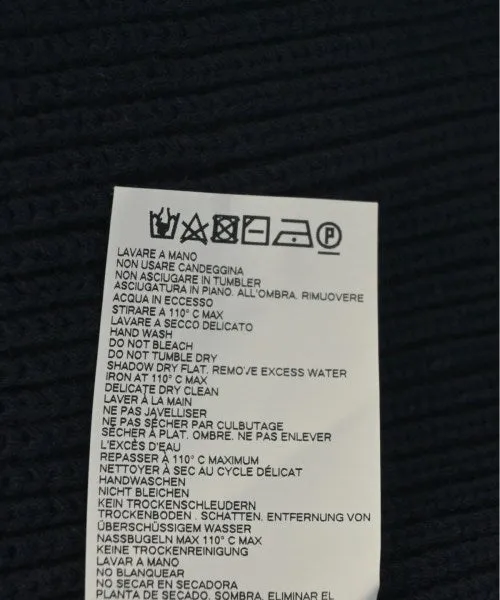 P
LAVARE A MANO
NON USARE CANDEGGINA
NON ASCIUGARE IN TUMBLER
ASCIUGATURA IN PIANO. ALL'OMBRA. RIMUOVERE
ACQUA IN ECCESSO
STIRARE A 110° C MAX
LAVARE A SECCO DELICATO
HAND WASH
DO NOT BLEACH
DO NOT TUMBLE DRY
SHADOW DRY FLAT. REMOVE EXCESS WATER
IRON AT 110° C MAX
DELICATE DRY CLEAN
LAVER À LA MAIN
NE PAS JAVELLISER
NE PAS SÉCHER PAR CULBUTAGE
SÉCHER À PLAT. OMBRE. NE PAS ENLEVER
L'EXCÈS D'EAU
REPASSER À 110° C MAXIMUM
NETTOYER À SEC AU CYCLE DÉLICAT
HANDWASCHEN
NICHT BLEICHEN
KEIN TROCKENSCHLEUDERN
TROCKENBODEN . SCHATTEN. ENTFERNUNG VON
ÜBERSCHÜSSIGEM WASSER
NASSBUGELN MAX 110° C MAX
KEINE TROCKENREINIGUNG
LAVAR A MANO
NO BLANQUEAR
NO SECAR EN SECADORA
PLANTA DE SECADO. SOMBRA. ELIMINAR EL